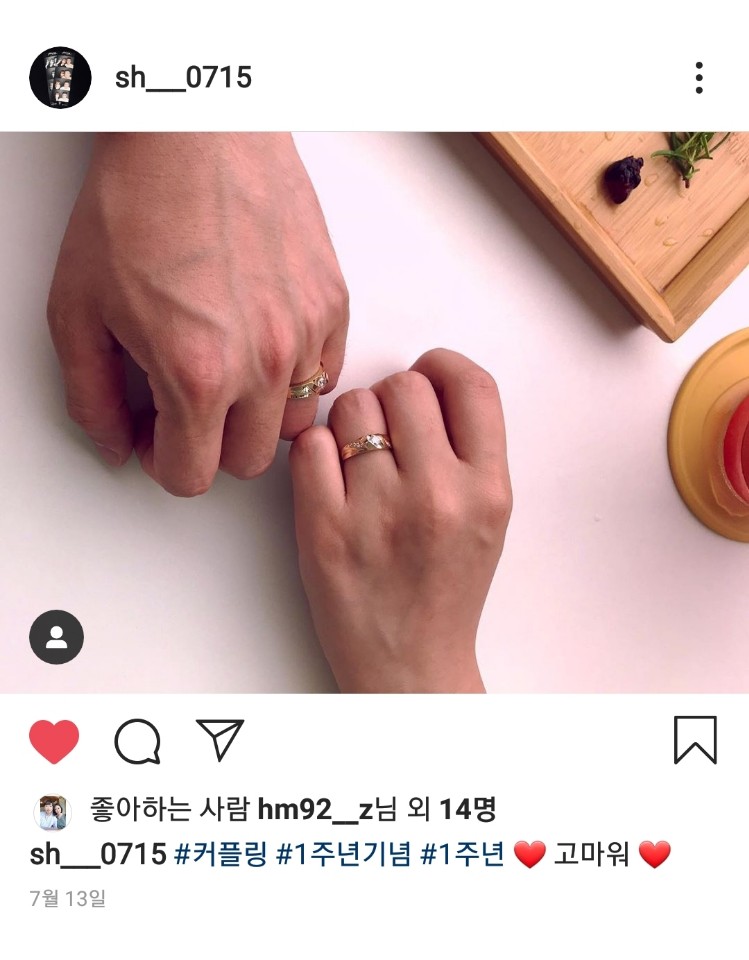 sh___0715
좋아하는 사람 hm92__z님 외 14명
sh___0715 #커플링 #1주년기념 #1주년 ❤️ 고마워 ❤️
7월 13일